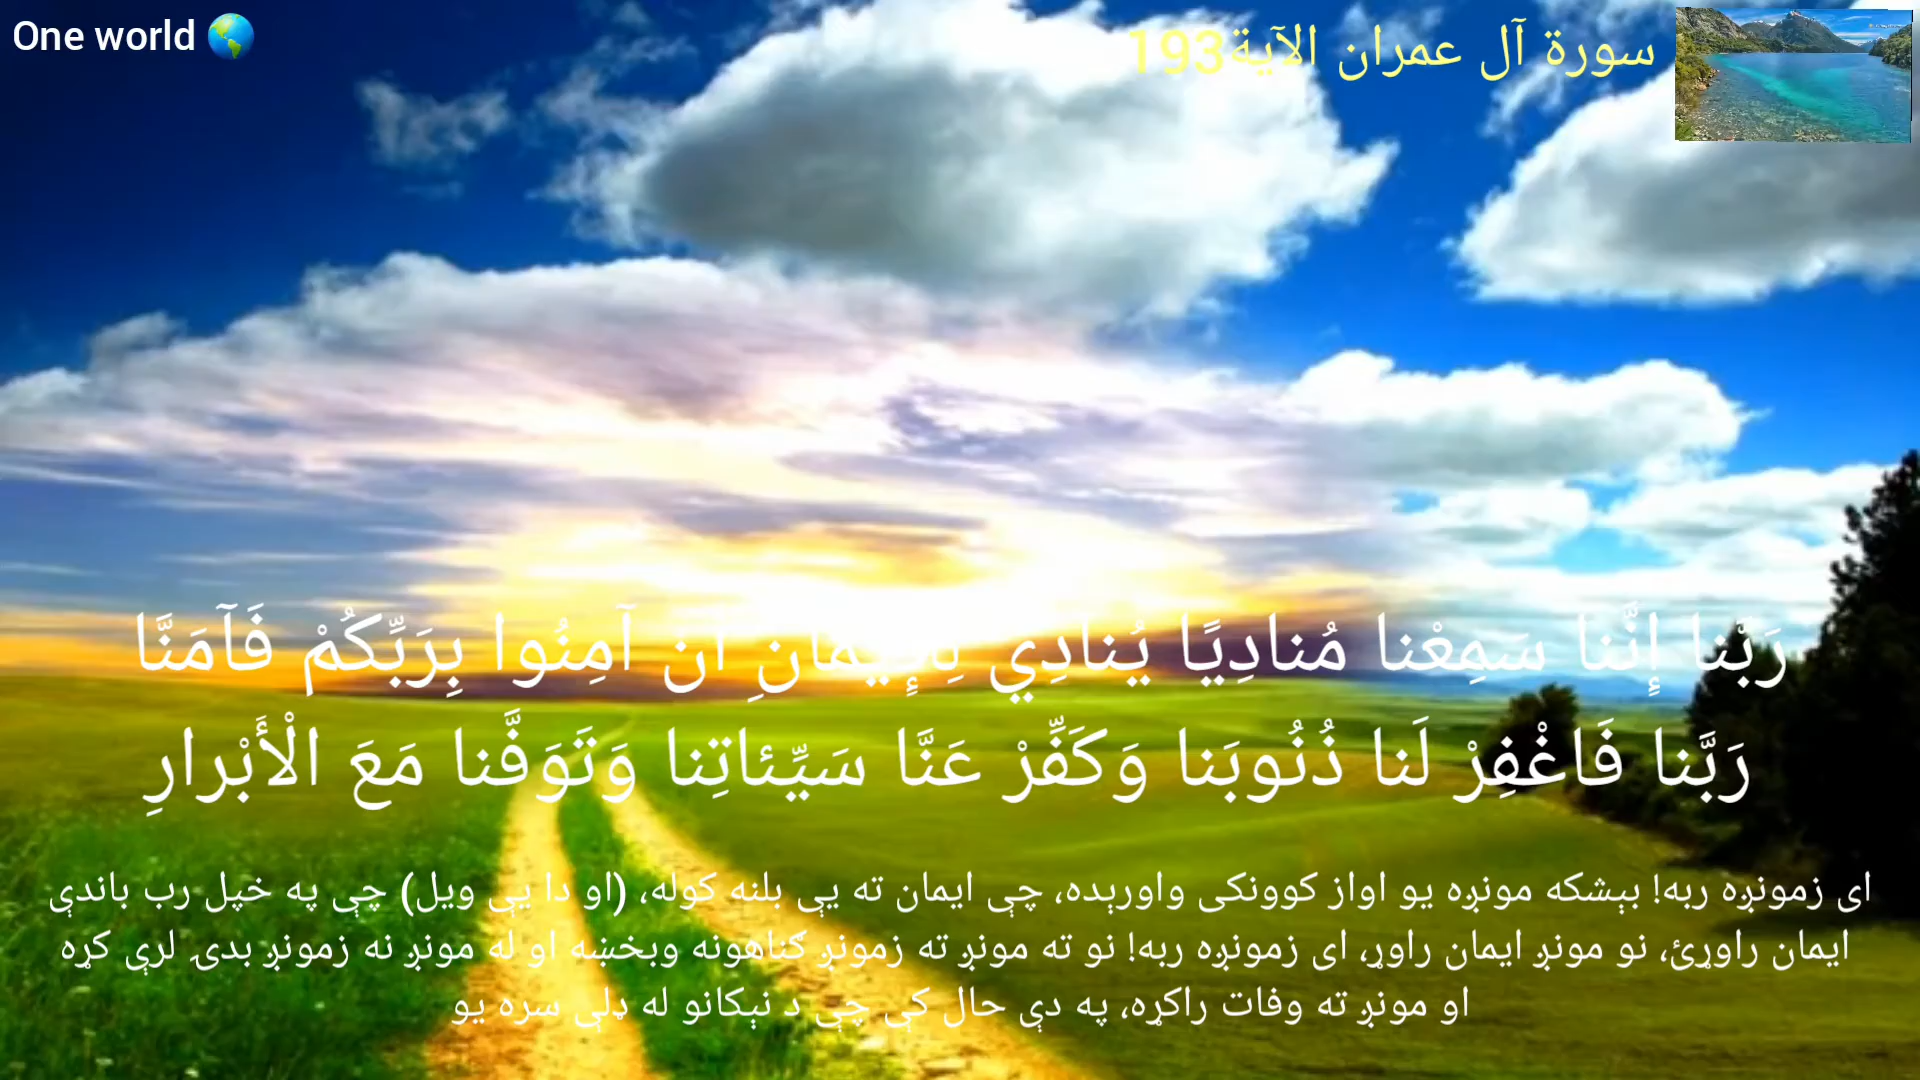 One world 🌎
سورة آل عمران الآية193
رَبَّنا إِنَّنا سَمِعْنا مُنادِيًا يُنادِي لِلْإِيمَانِ أَن آمِنُوا بِرَبِّكُمْ فَآمَنَّا
رَبَّنا فَاغْفِرْ لَنا ذُنُوبَنا وَكَفِّرْ عَنَّا سَيِّئاتِنا وَتَوَفَّنا مَعَ الْأَبْرارِ
ای زمونږه ربه! بېشکه مونږه یو اواز کوونکی واورېده، چې ایمان ته یې بلنه کوله، (او دا یې ویل) چې په خپل رب باندې
ایمان راوړئ، نو مونږ ایمان راوړ، ای زمونږه ربه! نو ته مونږ ته زمونږ ګناهونه وبخښه او له مونږ نه زمونږ بدۍ لرې کړه
او مونږ ته وفات راکړه، په دې حال کې چې د نېکانو له ډلې سره یو